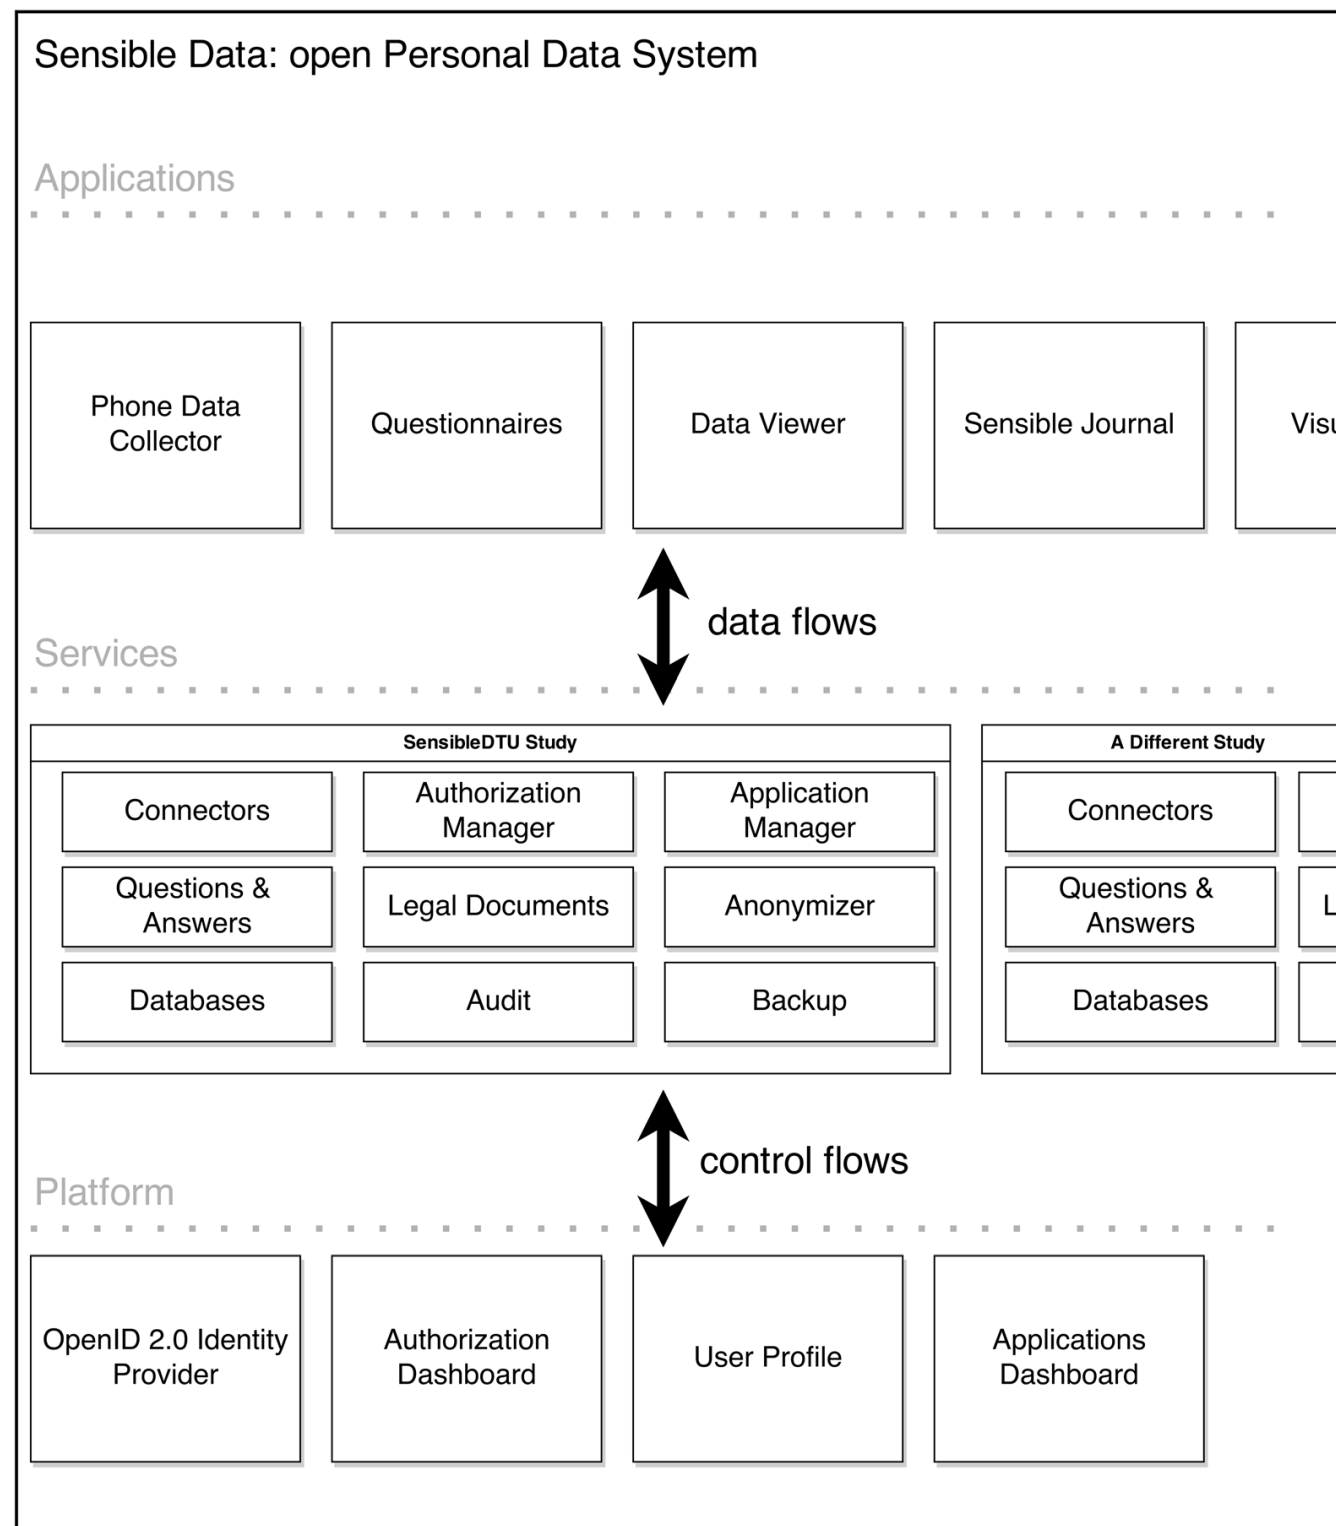 Sensible Data: open Personal Data System
Applications
Phone Data
Collector
Questionnaires
Data Viewer
Sensible Journal
data flows
Services
SensibleDTU Study
Connectors
Authorization
Manager
Application
Manager
Questions &
Answers
Legal Documents
Anonymizer
Databases
Audit
Backup
A Different Study
Connectors
Questions &
Answers
Databases
control flows
Platform
OpenID 2.0 Identity
Provider
Authorization
Dashboard
User Profile
Applications
Dashboard